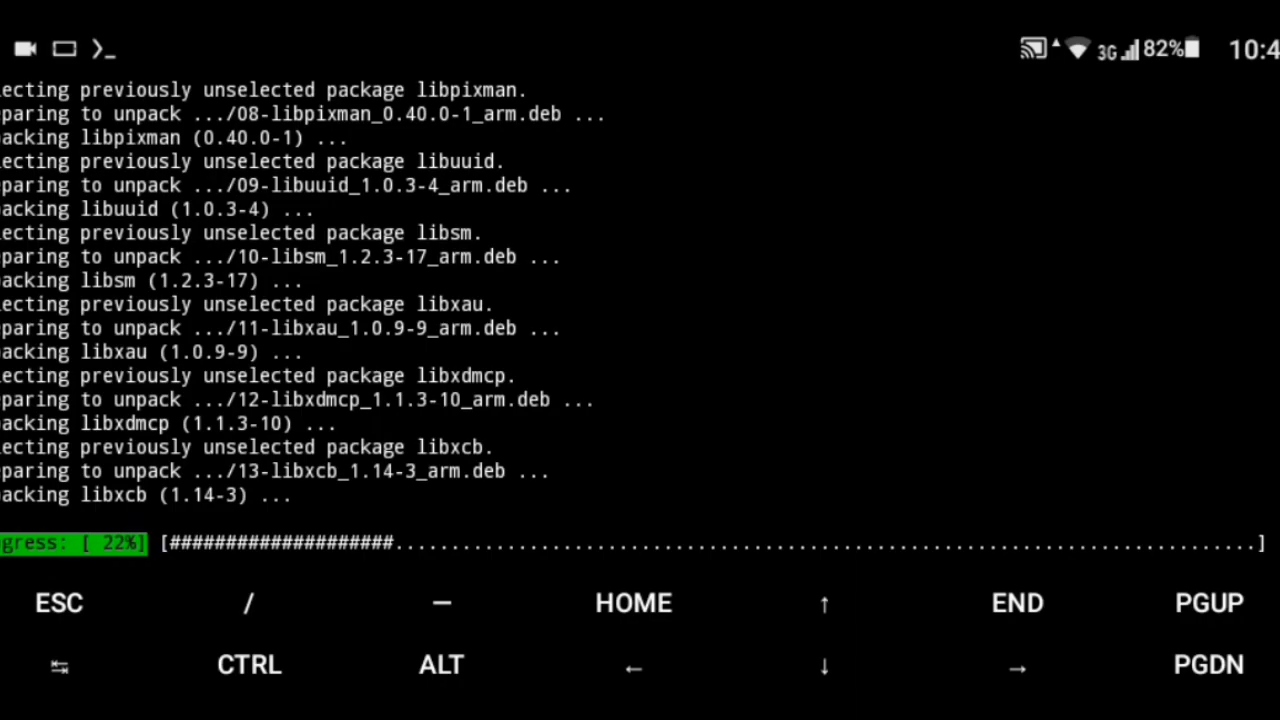 82% 10:4
3G
ecting previously unselected package libpixman.
paring to unpack .../08-libpixman_0.40.0-1_arm.deb ...
acking libpixman (0.40.0-1) ...
ecting previously unselected package libuuid.
paring to unpack .../09-libuuid_1.0.3-4_arm.deb ...
acking libuuid (1.0.3-4) ...
ecting previously unselected package libsm.
paring to unpack .../10-libsm_1.2.3-17_arm.deb ...
acking libsm (1.2.3-17) ...
ecting previously unselected package libxau.
paring to unpack .../11-libxau_1.0.9-9_arm.deb ...
acking libxau (1.0.9-9) ...
ecting previously unselected package libxdmcp.
paring to unpack .../12-libxdmcp_1.1.3-10_arm.deb ...
acking libxdmcp (1.1.3-10) ...
ecting previously unselected package libxcb.
paring to unpack .../13-libxcb_1.14-3_arm.deb ...
acking libxcb (1.14-3) ...
gress: [ 22%] [####################.............................................................................]
ESC / — HOME ↑ END PGUP
↹ CTRL ALT ← ↓ → PGDN